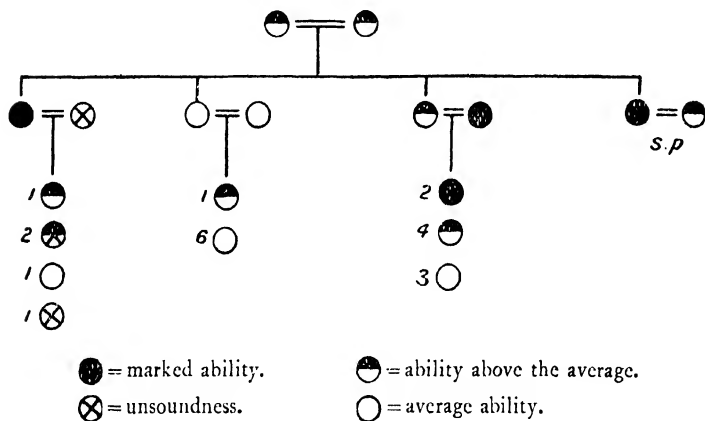 s.p
1 1 2
2 6 4
1 3
1
= marked ability. = ability above the average.
= unsoundness. = average ability.